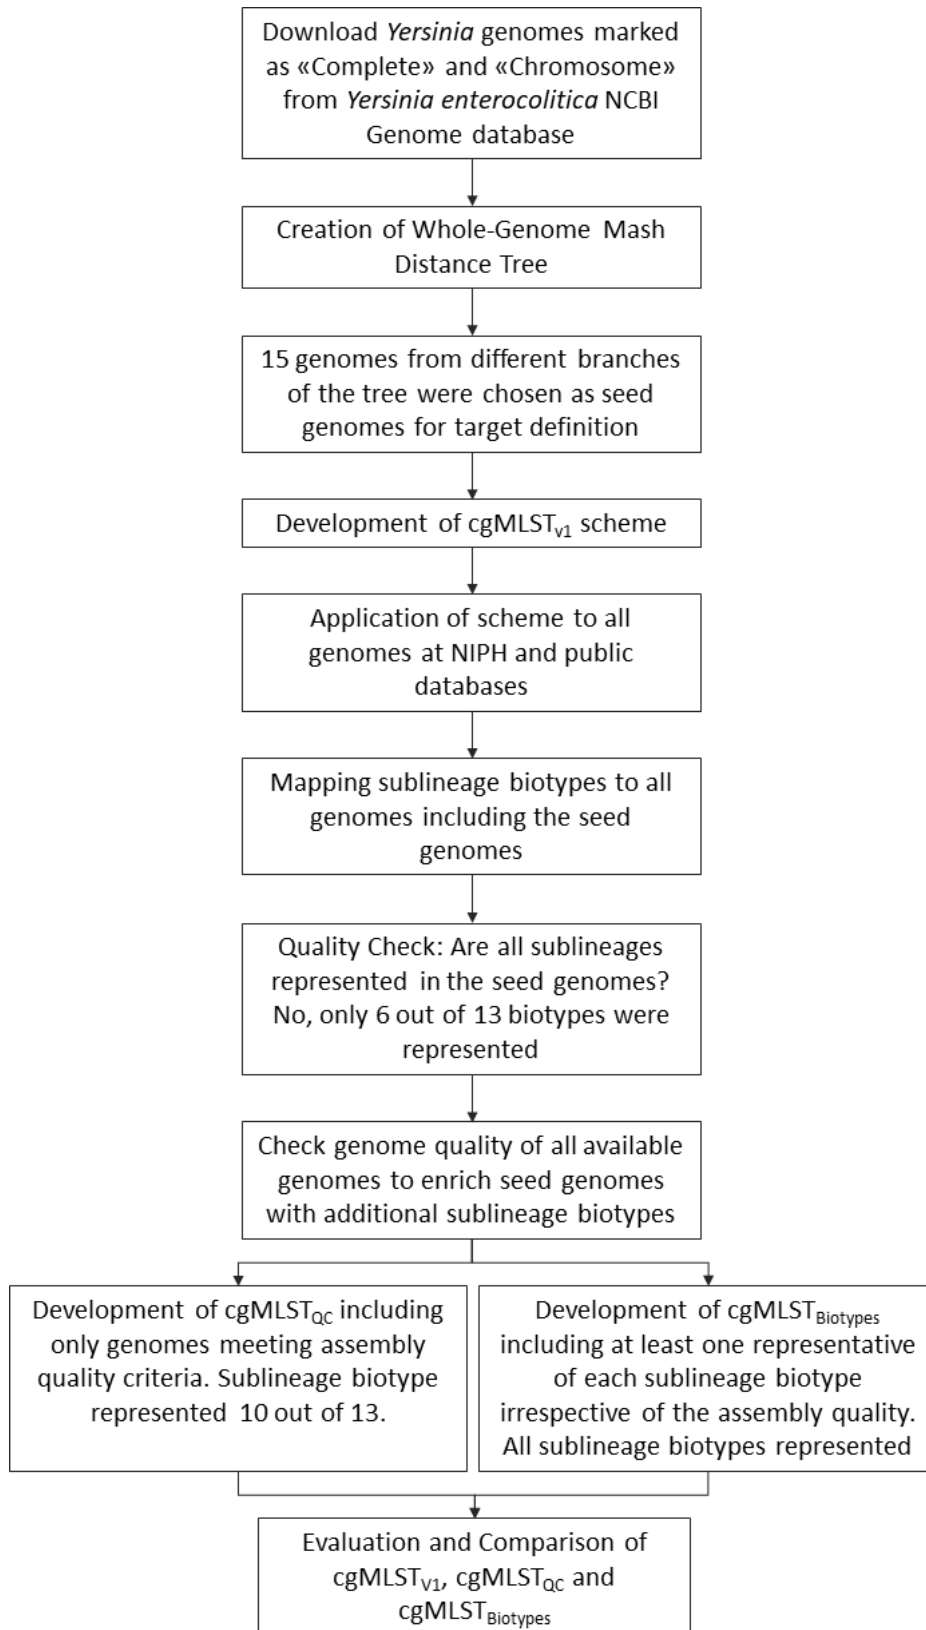 Download Yersinia genomes marked
as «Complete» and «Chromosome»
from Yersinia enterocolitica NCBI
Genome database
Creation of Whole-Genome Mash
Distance Tree
15 genomes from different branches
of the tree were chosen as seed
genomes for target definition
Development of cgMLSTv1 scheme
Application of scheme to all
genomes at NIPH and public
databases
Mapping sublineage biotypes to all
genomes including the seed
genomes
Quality Check: Are all sublineages
represented in the seed genomes?
No, only 6 out of 13 biotypes were
represented
Check genome quality of all available
genomes to enrich seed genomes
with additional sublineage biotypes
Development of cgMLSTQC including
only genomes meeting assembly
quality criteria. Sublineage biotype
represented 10 out of 13.
Development of cgMLSTBiotypes
including at least one representative
of each sublineage biotype
irrespective of the assembly quality.
All sublineage biotypes represented
Evaluation and Comparison of
cgMLSTV1, cgMLSTQC and
cgMLSTBiotypes